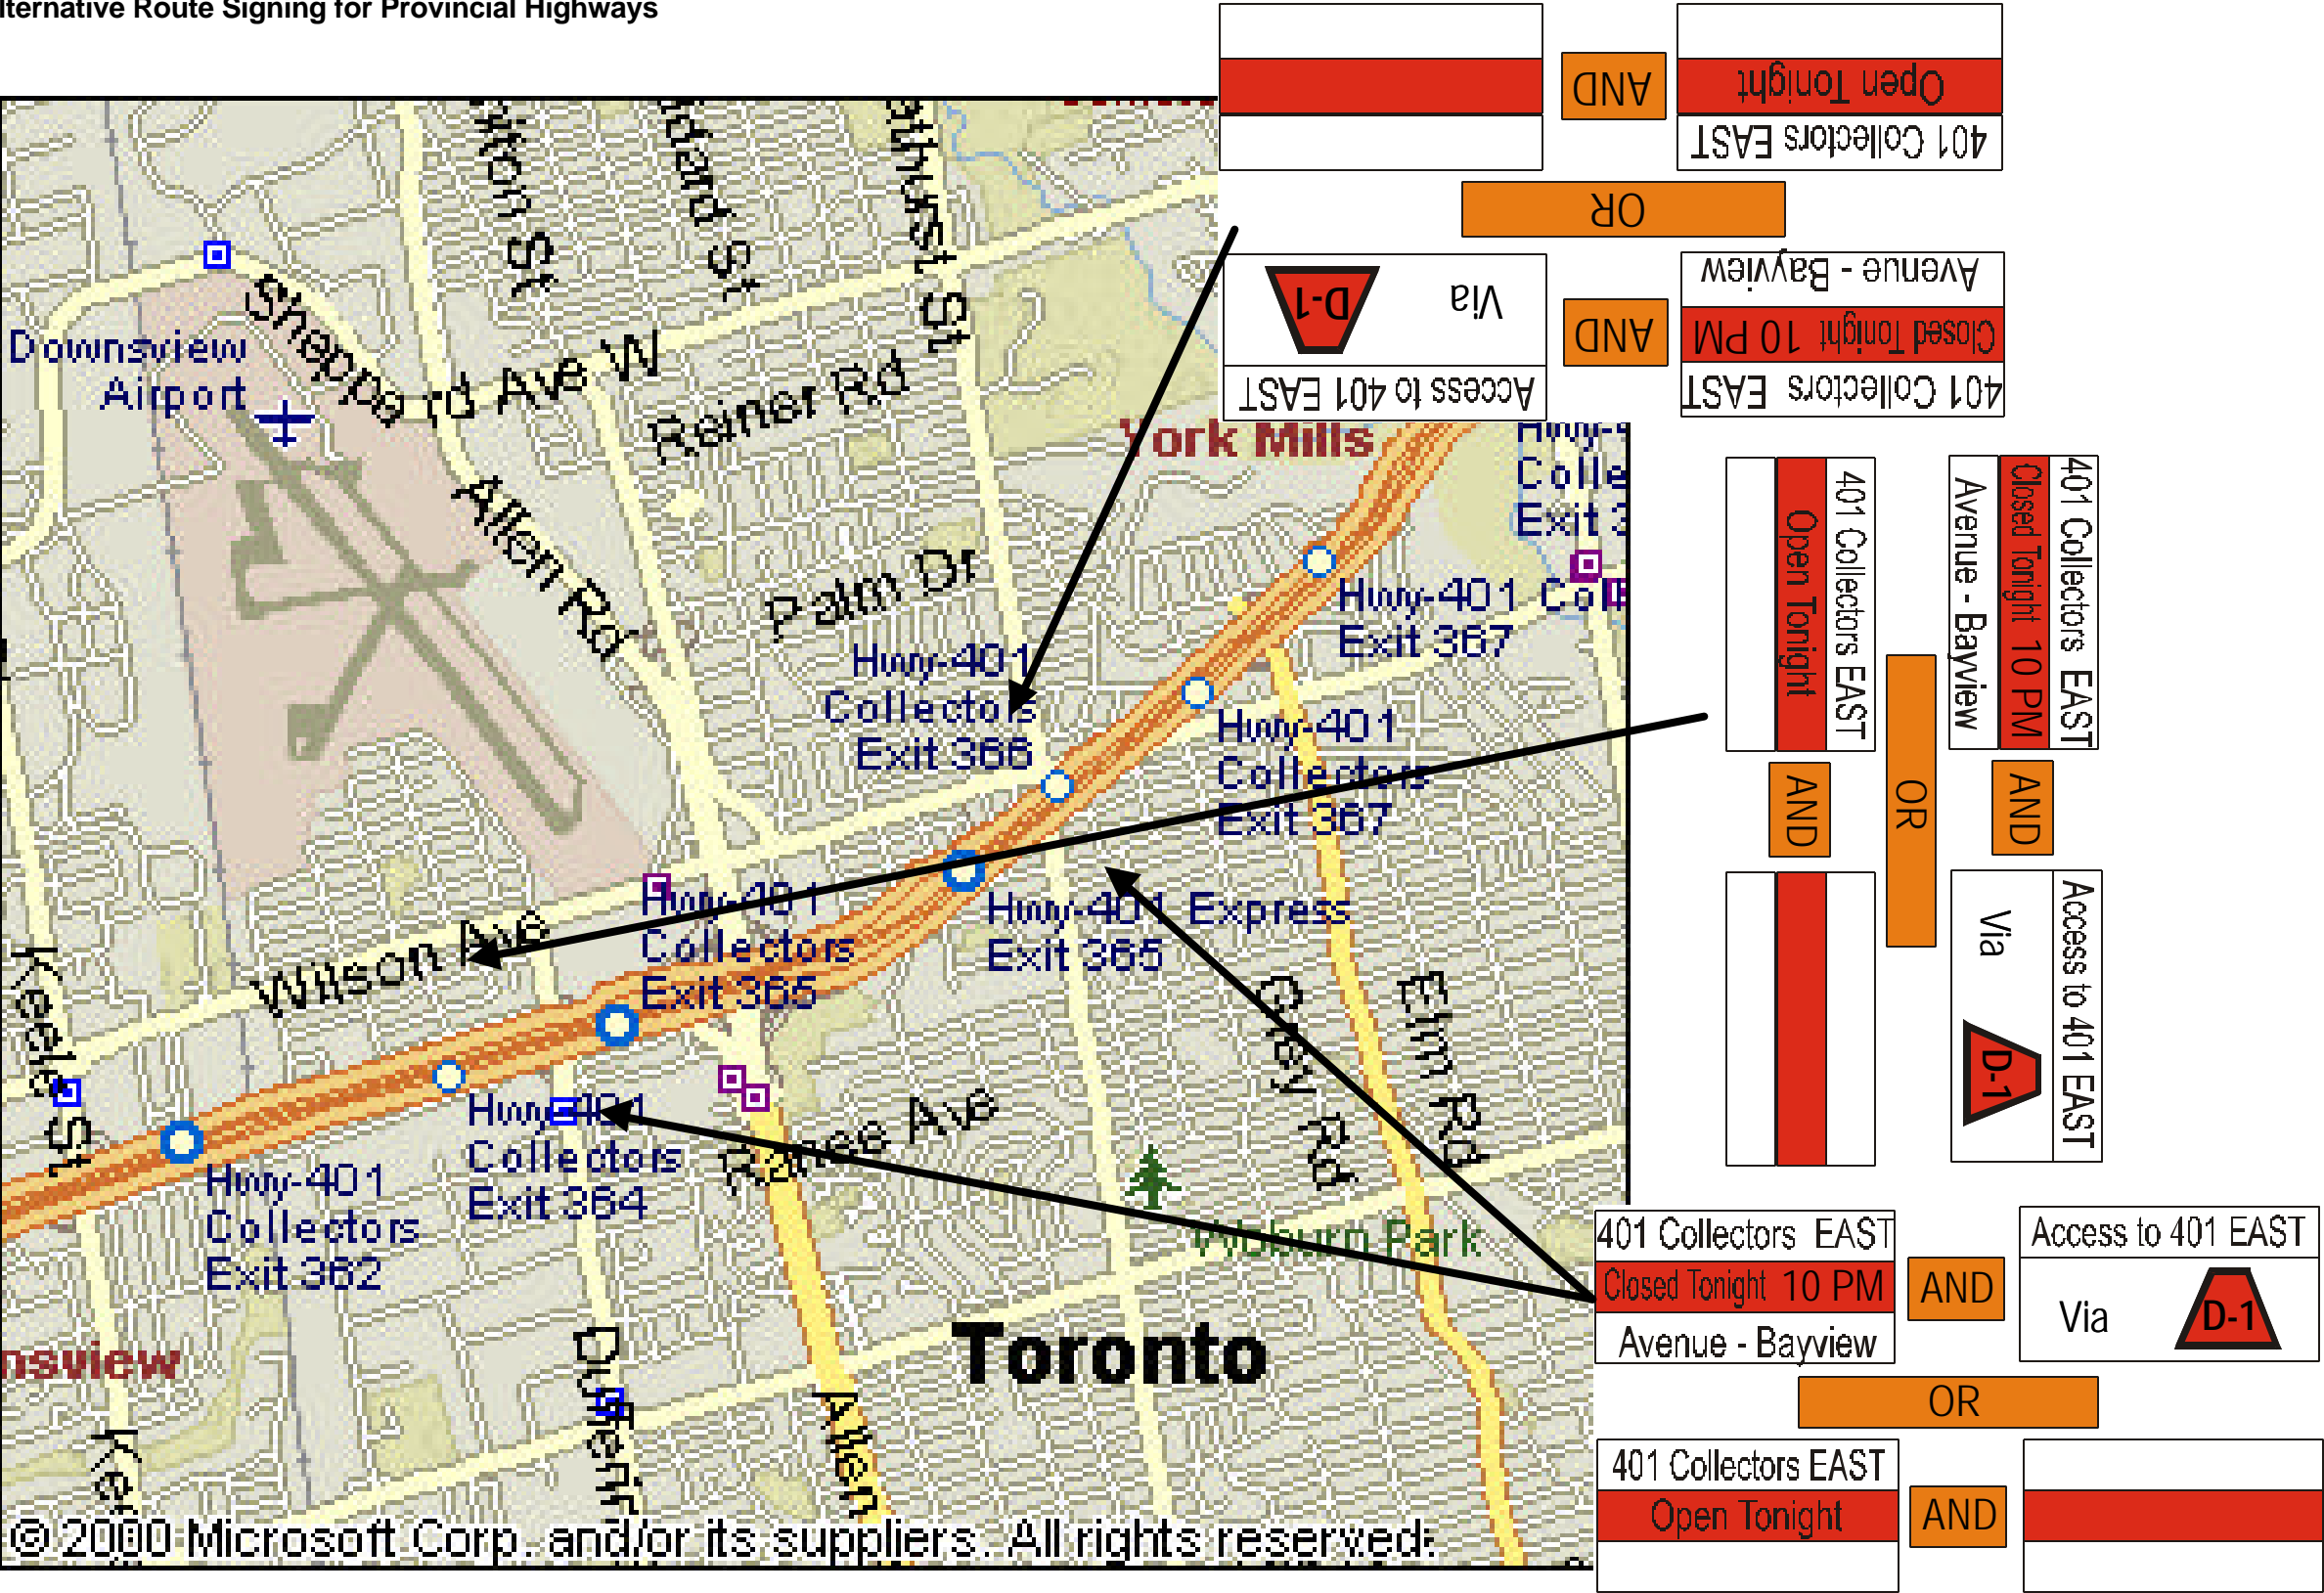 lternative Route Signing for Provincial Highways
AND
Open Tonight
401 Collectors EAST
OR
Via
D-1
Access to 401 EAST
AND
Avenue - Bayview
Closed Tonight 10 PM
401 Collectors EAST
athurst St
Sheppard Ave W
Downsview
Airport
Reiner Rd
York Mills
Allen Rd
Palm Dr
Hwy-401
Collectors
Exit 366
Hwy-401
Exit 367
Hwy-401
Collectors
Exit 367
Hwy-401
Collectors
Exit 365
Hwy-401 Express
Exit 365
Wilson Ave
Keele St
Hwy-401
Collectors
Exit 364
Hwy-401
Collectors
Exit 362
Ave
Grey Rd
Elm Rd
Woburn Park
Toronto
nsview
Allen
© 2000 Microsoft Corp. and/or its suppliers. All rights reserved.
401 Collectors EAST
Open Tonight
AND
OR
401 Collectors EAST
Closed Tonight 10 PM
Avenue - Bayview
AND
Access to 401 EAST
Via
D-1
401 Collectors EAST
Closed Tonight 10 PM
Avenue - Bayview
AND
Access to 401 EAST
Via
D-1
OR
401 Collectors EAST
Open Tonight
AND